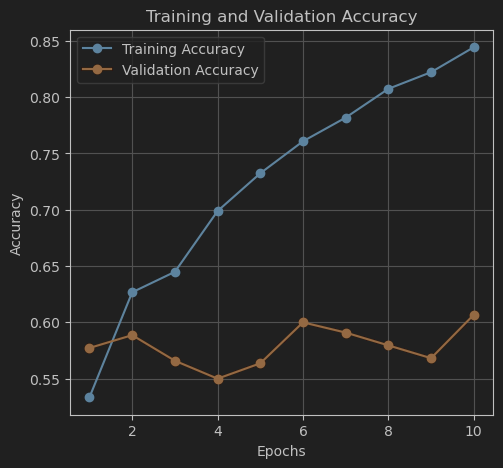 Training and Validation Accuracy
Training Accuracy
Validation Accuracy
0.85
0.80
0.75
0.70
0.65
0.60
0.55
Accuracy
2 4 6 8 10
Epochs